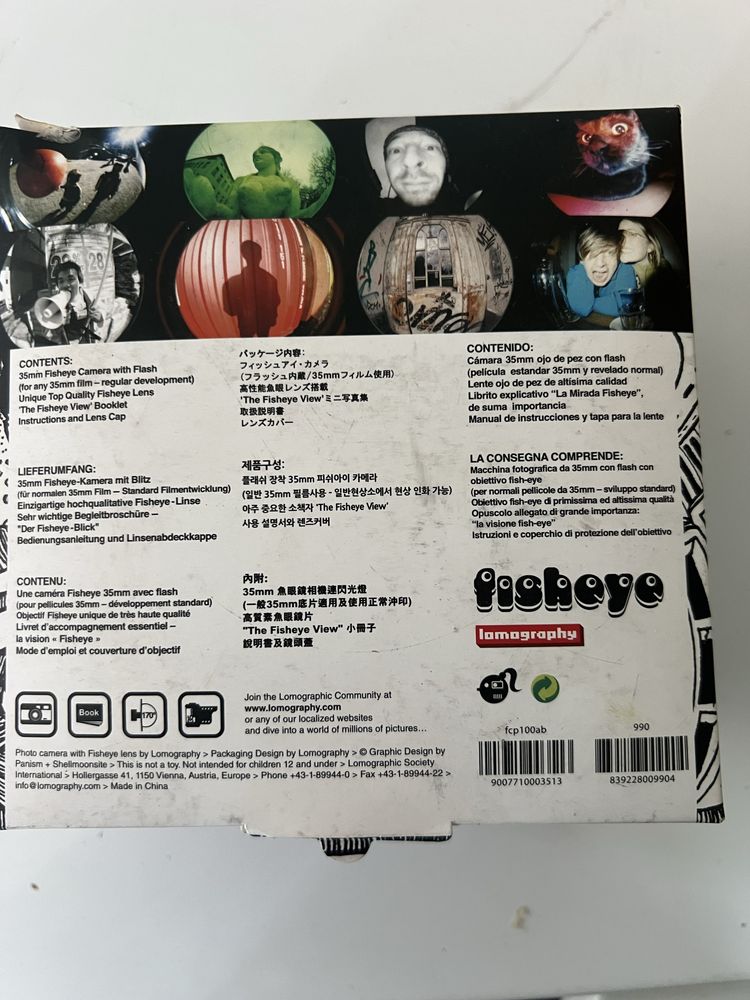 CONTENTS:
35mm Fisheye Camera with Flash
(for any 35mm film – regular development)
Unique Top Quality Fisheye Lens
'The Fisheye View' Booklet
Instructions and Lens Cap
パッケージ内容:
フィッシュアイ・カメラ
(フラッシュ内蔵/35mmフィルム使用)
高性能魚眼レンズ搭載
'The Fisheye View'ミニ写真集
取扱説明書
レンズカバー
CONTENIDO:
Cámara 35mm ojo de pez con flash
(película estandar 35mm y revelado normal)
Lente ojo de pez de altísima calidad
Librito explicativo "La Mirada Fisheye",
de suma importancia
Manual de instrucciones y tapa para la lente
LIEFERUMFANG:
35mm Fisheye-Kamera mit Blitz
(für normalen 35mm Film – Standard Filmentwicklung)
Einzigartige hochqualitative Fisheye-Linse
Sehr wichtige Begleitbroschüre –
"Der Fisheye-Blick"
Bedienungsanleitung und Linsenabdeckkappe
제품구성:
플래쉬 장착 35mm 피쉬아이 카메라
(일반 35mm 필름사용 - 일반현상소에서 현상 인화 가능)
아주 중요한 소책자 'The Fisheye View'
사용 설명서와 렌즈커버
LA CONSEGNA COMPRENDE:
Macchina fotografica da 35mm con flash con
obiettivo fish-eye
(per normali pellicole da 35mm – sviluppo standard)
Obiettivo fish-eye di primissima ed altissima qualità
Opuscolo allegato di grande importanza:
"la visione fish-eye"
Istruzioni e coperchio di protezione dell'obiettivo
CONTENU:
Une caméra Fisheye 35mm avec flash
(pour pellicules 35mm – développement standard)
Objectif Fisheye unique de très haute qualité
Livret d'accompagnement essentiel –
la vision « Fisheye »
Mode d'emploi et couverture d'objectif
內附:
35mm 魚眼鏡相機連閃光燈
(一般35mm底片適用及使用正常沖印)
高質素魚眼鏡片
"The Fisheye View" 小冊子
說明書及鏡頭蓋
fisheye
lomography
Book
170°
Join the Lomographic Community at
www.lomography.com
or any of our localized websites
and dive into a world of millions of pictures...
Photo camera with Fisheye lens by Lomography > Packaging Design by Lomography > © Graphic Design by
Panism + Shellmoonsite > This is not a toy. Not intended for children 12 and under > Lomographic Society
International > Hollergasse 41, 1150 Vienna, Austria, Europe > Phone +43-1-89944-0 > Fax +43-1-89944-22 >
info@lomography.com > Made in China
fcp100ab
9007710003513
990
839228009904